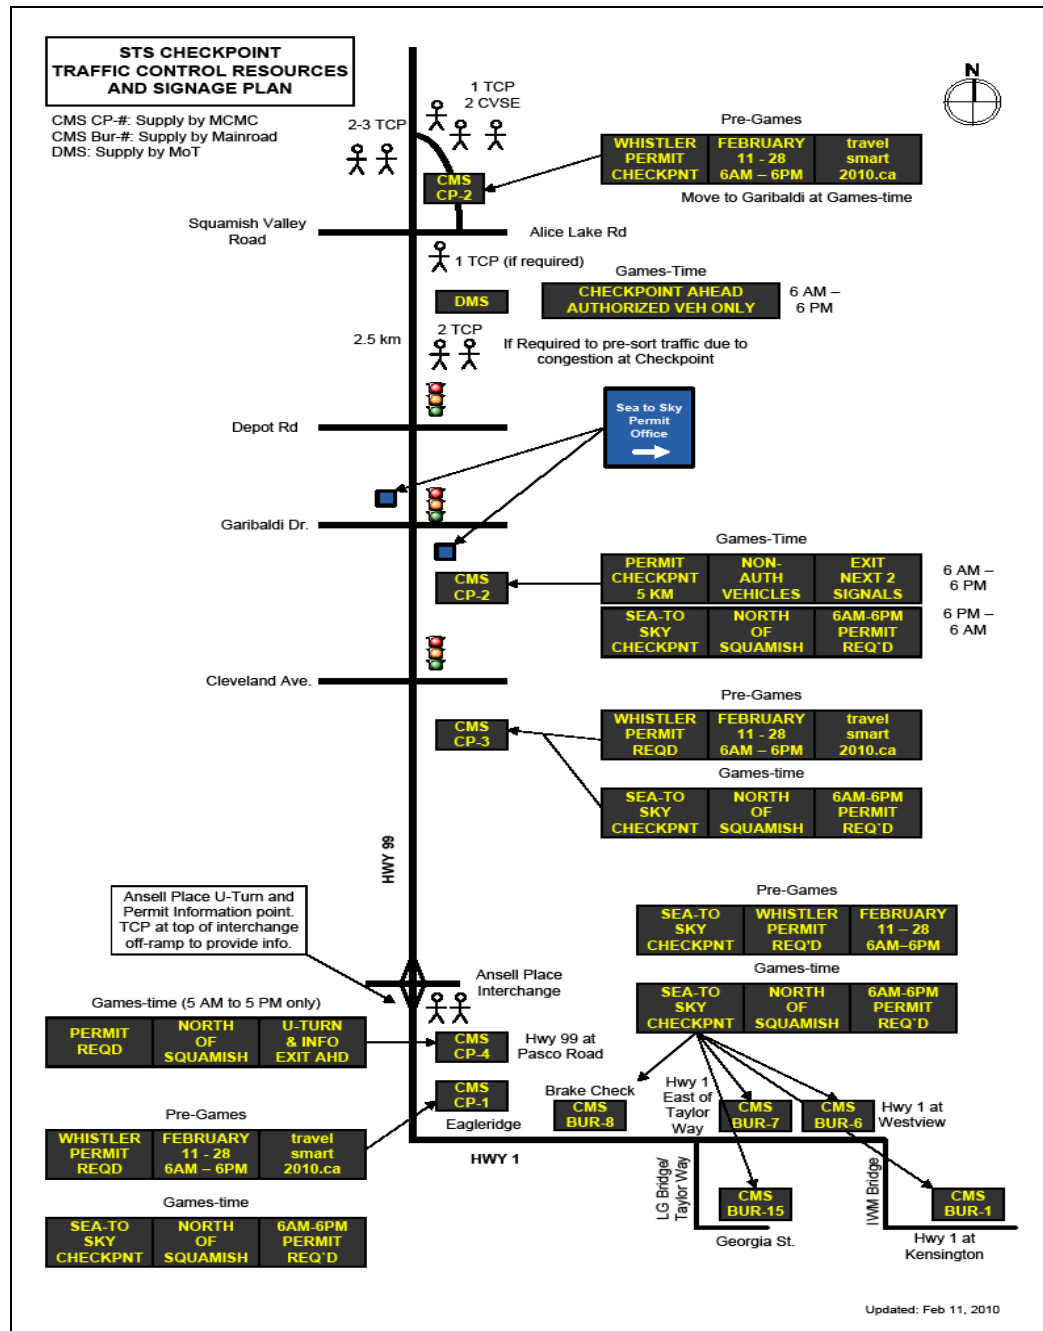 STS CHECKPOINT
TRAFFIC CONTROL RESOURCES
AND SIGNAGE PLAN
CMS CP-#: Supply by MCMC
CMS Bur-#: Supply by Mainroad
DMS: Supply by MoT
1 TCP
2 CVSE
2-3 TCP
N
Pre-Games
WHISTLER PERMIT CHECKPNT
FEBRUARY 11 - 28 6AM – 6PM
travel smart 2010.ca
Move to Garibaldi at Games-time
CMS
CP-2
Squamish Valley
Road
Alice Lake Rd
1 TCP (if required)
Games-Time
DMS
CHECKPOINT AHEAD
AUTHORIZED VEH ONLY
6 AM –
6 PM
2.5 km
2 TCP
If Required to pre-sort traffic due to
congestion at Checkpoint
Sea to Sky
Permit
Office
Depot Rd
Garibaldi Dr.
Games-Time
CMS
CP-2
PERMIT CHECKPNT 5 KM
NON- AUTH VEHICLES
EXIT NEXT 2 SIGNALS
6 AM –
6 PM
SEA-TO SKY CHECKPNT
NORTH OF SQUAMISH
6AM-6PM PERMIT REQ`D
6 PM –
6 AM
Cleveland Ave.
Pre-Games
CMS
CP-3
WHISTLER PERMIT REQD
FEBRUARY 11 - 28 6AM – 6PM
travel smart 2010.ca
Games-time
SEA-TO SKY CHECKPNT
NORTH OF SQUAMISH
6AM-6PM PERMIT REQ`D
HWY 99
Ansell Place U-Turn and
Permit Information point.
TCP at top of interchange
off-ramp to provide info.
Pre-Games
SEA-TO SKY CHECKPNT
WHISTLER PERMIT REQ'D
FEBRUARY 11 – 28 6AM–6PM
Ansell Place
Interchange
Games-time
SEA-TO SKY CHECKPNT
NORTH OF SQUAMISH
6AM-6PM PERMIT REQ`D
Games-time (5 AM to 5 PM only)
PERMIT REQD
NORTH OF SQUAMISH
U-TURN & INFO EXIT AHD
CMS
CP-4
Hwy 99 at
Pasco Road
CMS
CP-1
Eagleridge
Brake Check
CMS
BUR-8
Hwy 1
East of
Taylor
Way
CMS
BUR-7
CMS
BUR-6
Hwy 1 at
Westview
Pre-Games
WHISTLER PERMIT REQD
FEBRUARY 11 - 28 6AM – 6PM
travel smart 2010.ca
HWY 1
LG Bridge/
Taylor Way
CMS
BUR-15
Georgia St.
IWM Bridge
CMS
BUR-1
Hwy 1 at
Kensington
Games-time
SEA-TO SKY CHECKPNT
NORTH OF SQUAMISH
6AM-6PM PERMIT REQ`D
Updated: Feb 11, 2010